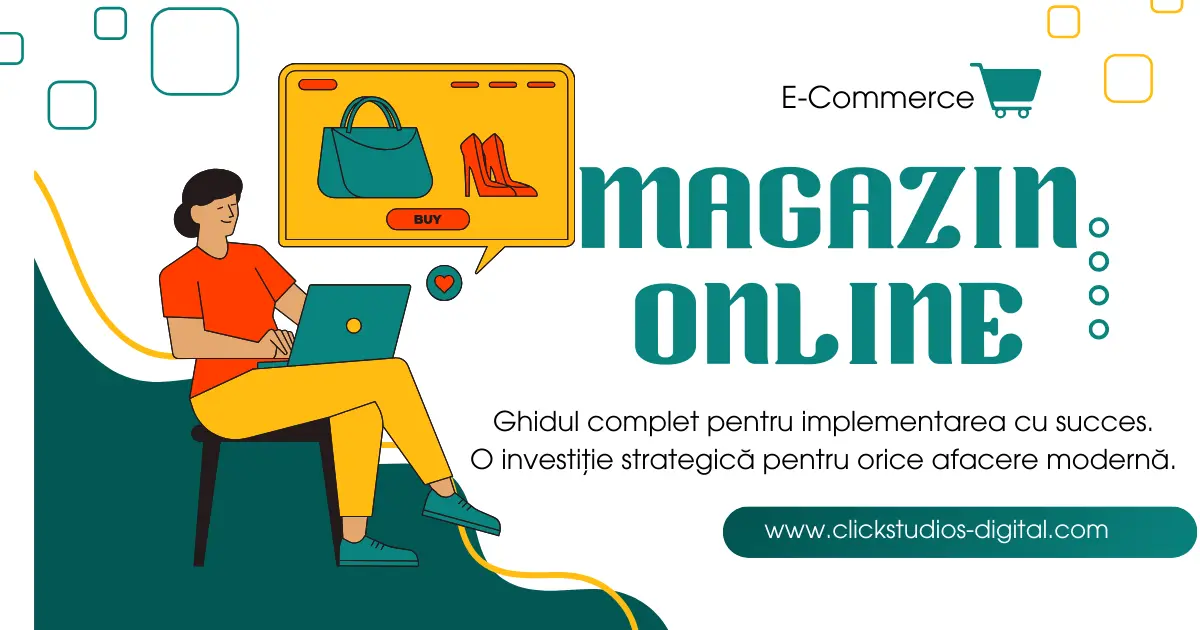 BUY
E-Commerce
MAGAZIN
ONLINE
Ghidul complet pentru implementarea cu succes.
O investiție strategică pentru orice afacere modernă.
www.clickstudios-digital.com